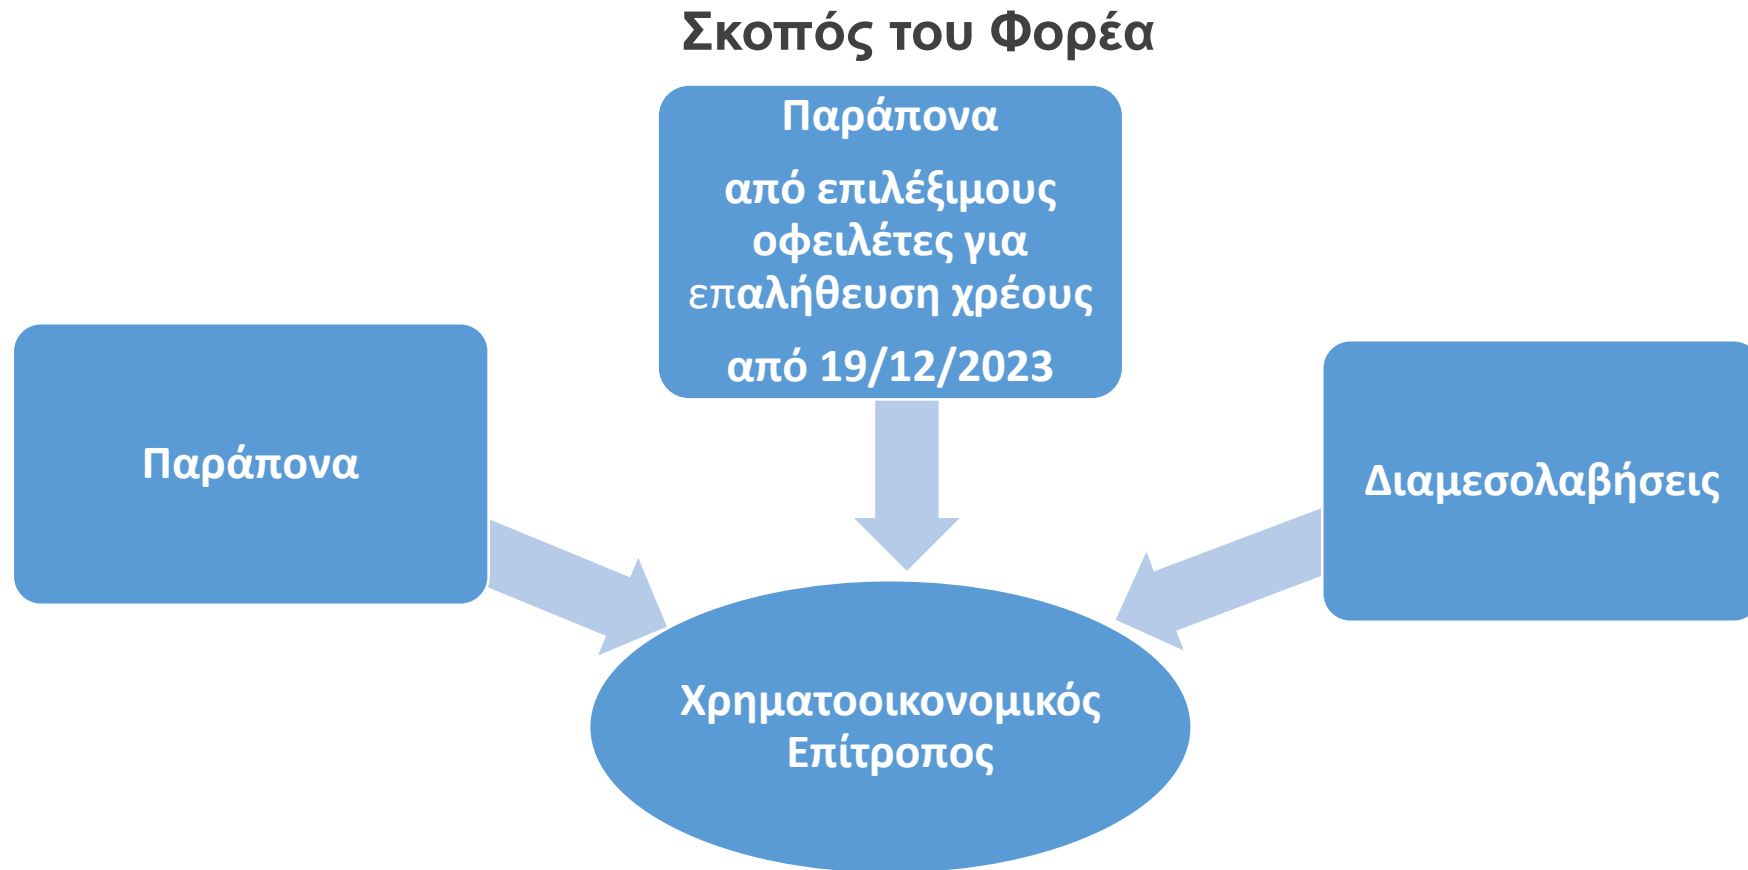 Σκοπός του Φορέα
Παράπονα
από επιλέξιμους
οφειλέτες για
επαλήθευση χρέους
από 19/12/2023
Παράπονα
Διαμεσολαβήσεις
Χρηματοοικονομικός
Επίτροπος